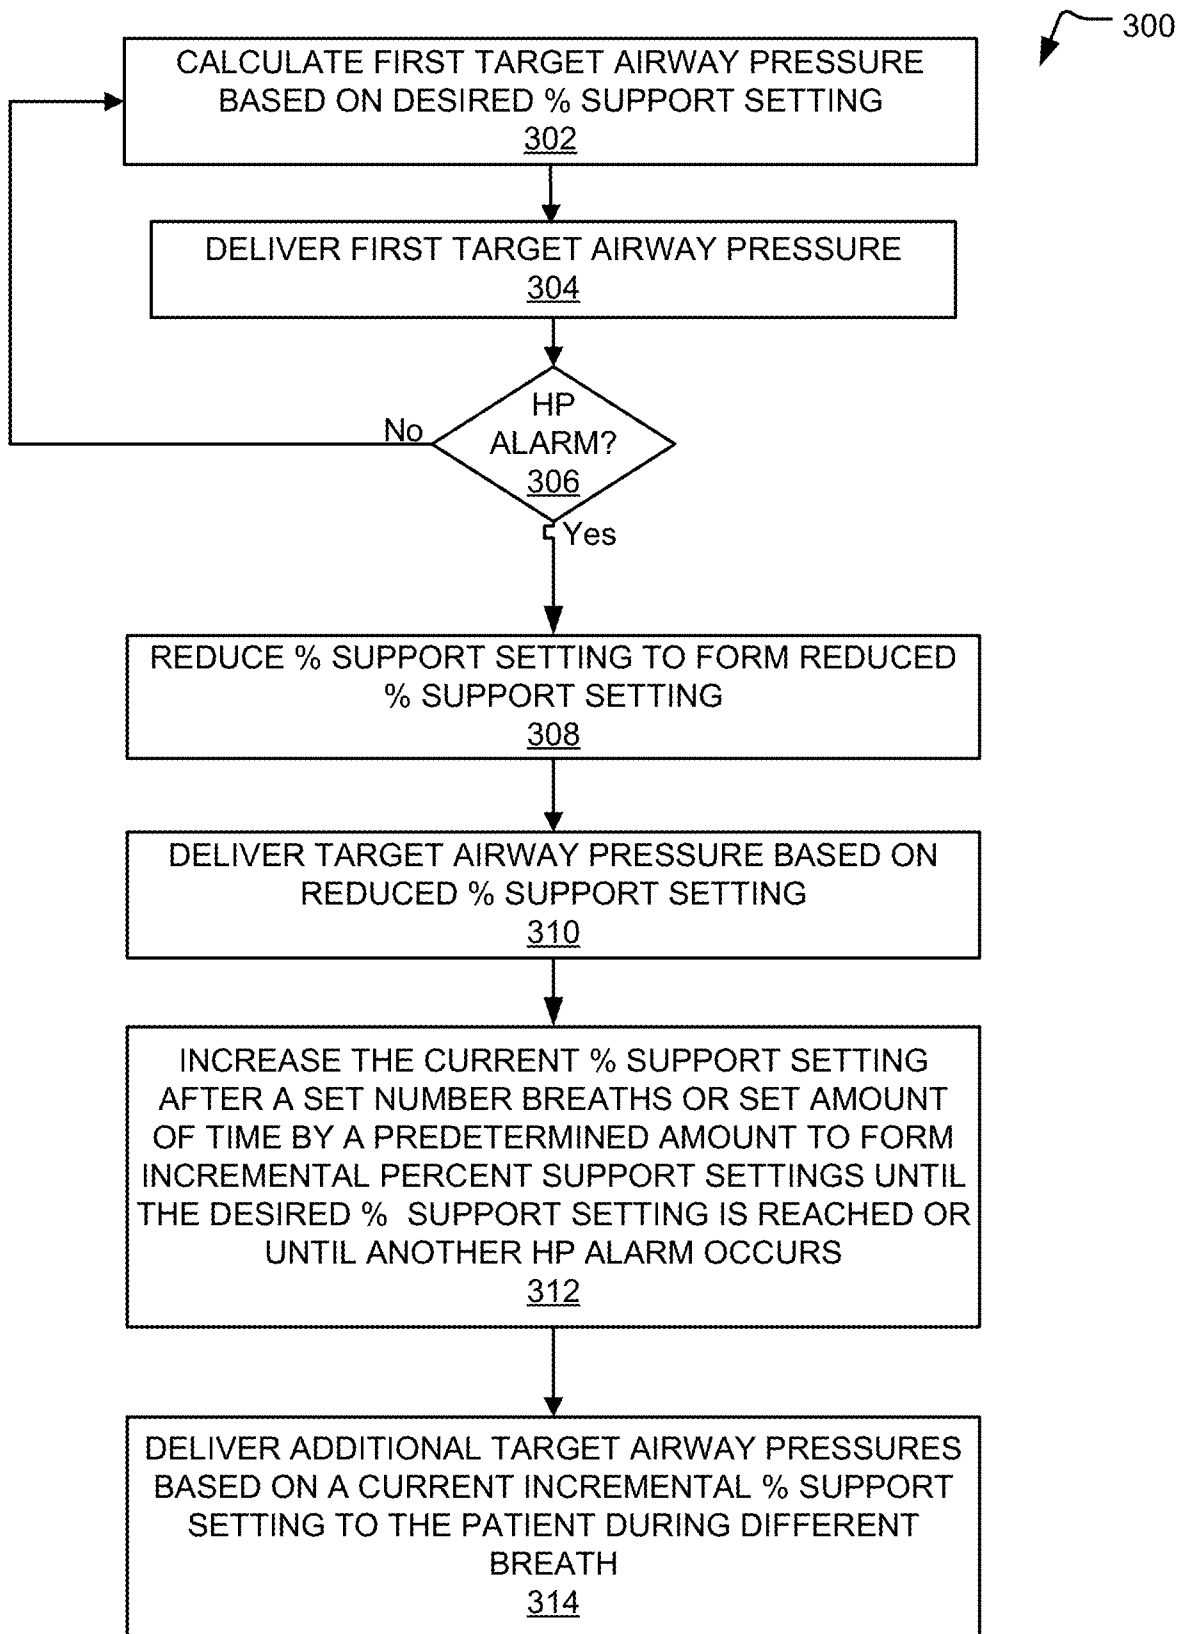 300
CALCULATE FIRST TARGET AIRWAY PRESSURE
BASED ON DESIRED % SUPPORT SETTING
302
DELIVER FIRST TARGET AIRWAY PRESSURE
304
HP
ALARM?
306
No
Yes
REDUCE % SUPPORT SETTING TO FORM REDUCED
% SUPPORT SETTING
308
DELIVER TARGET AIRWAY PRESSURE BASED ON
REDUCED % SUPPORT SETTING
310
INCREASE THE CURRENT % SUPPORT SETTING
AFTER A SET NUMBER BREATHS OR SET AMOUNT
OF TIME BY A PREDETERMINED AMOUNT TO FORM
INCREMENTAL PERCENT SUPPORT SETTINGS UNTIL
THE DESIRED % SUPPORT SETTING IS REACHED OR
UNTIL ANOTHER HP ALARM OCCURS
312
DELIVER ADDITIONAL TARGET AIRWAY PRESSURES
BASED ON A CURRENT INCREMENTAL % SUPPORT
SETTING TO THE PATIENT DURING DIFFERENT
BREATH
314